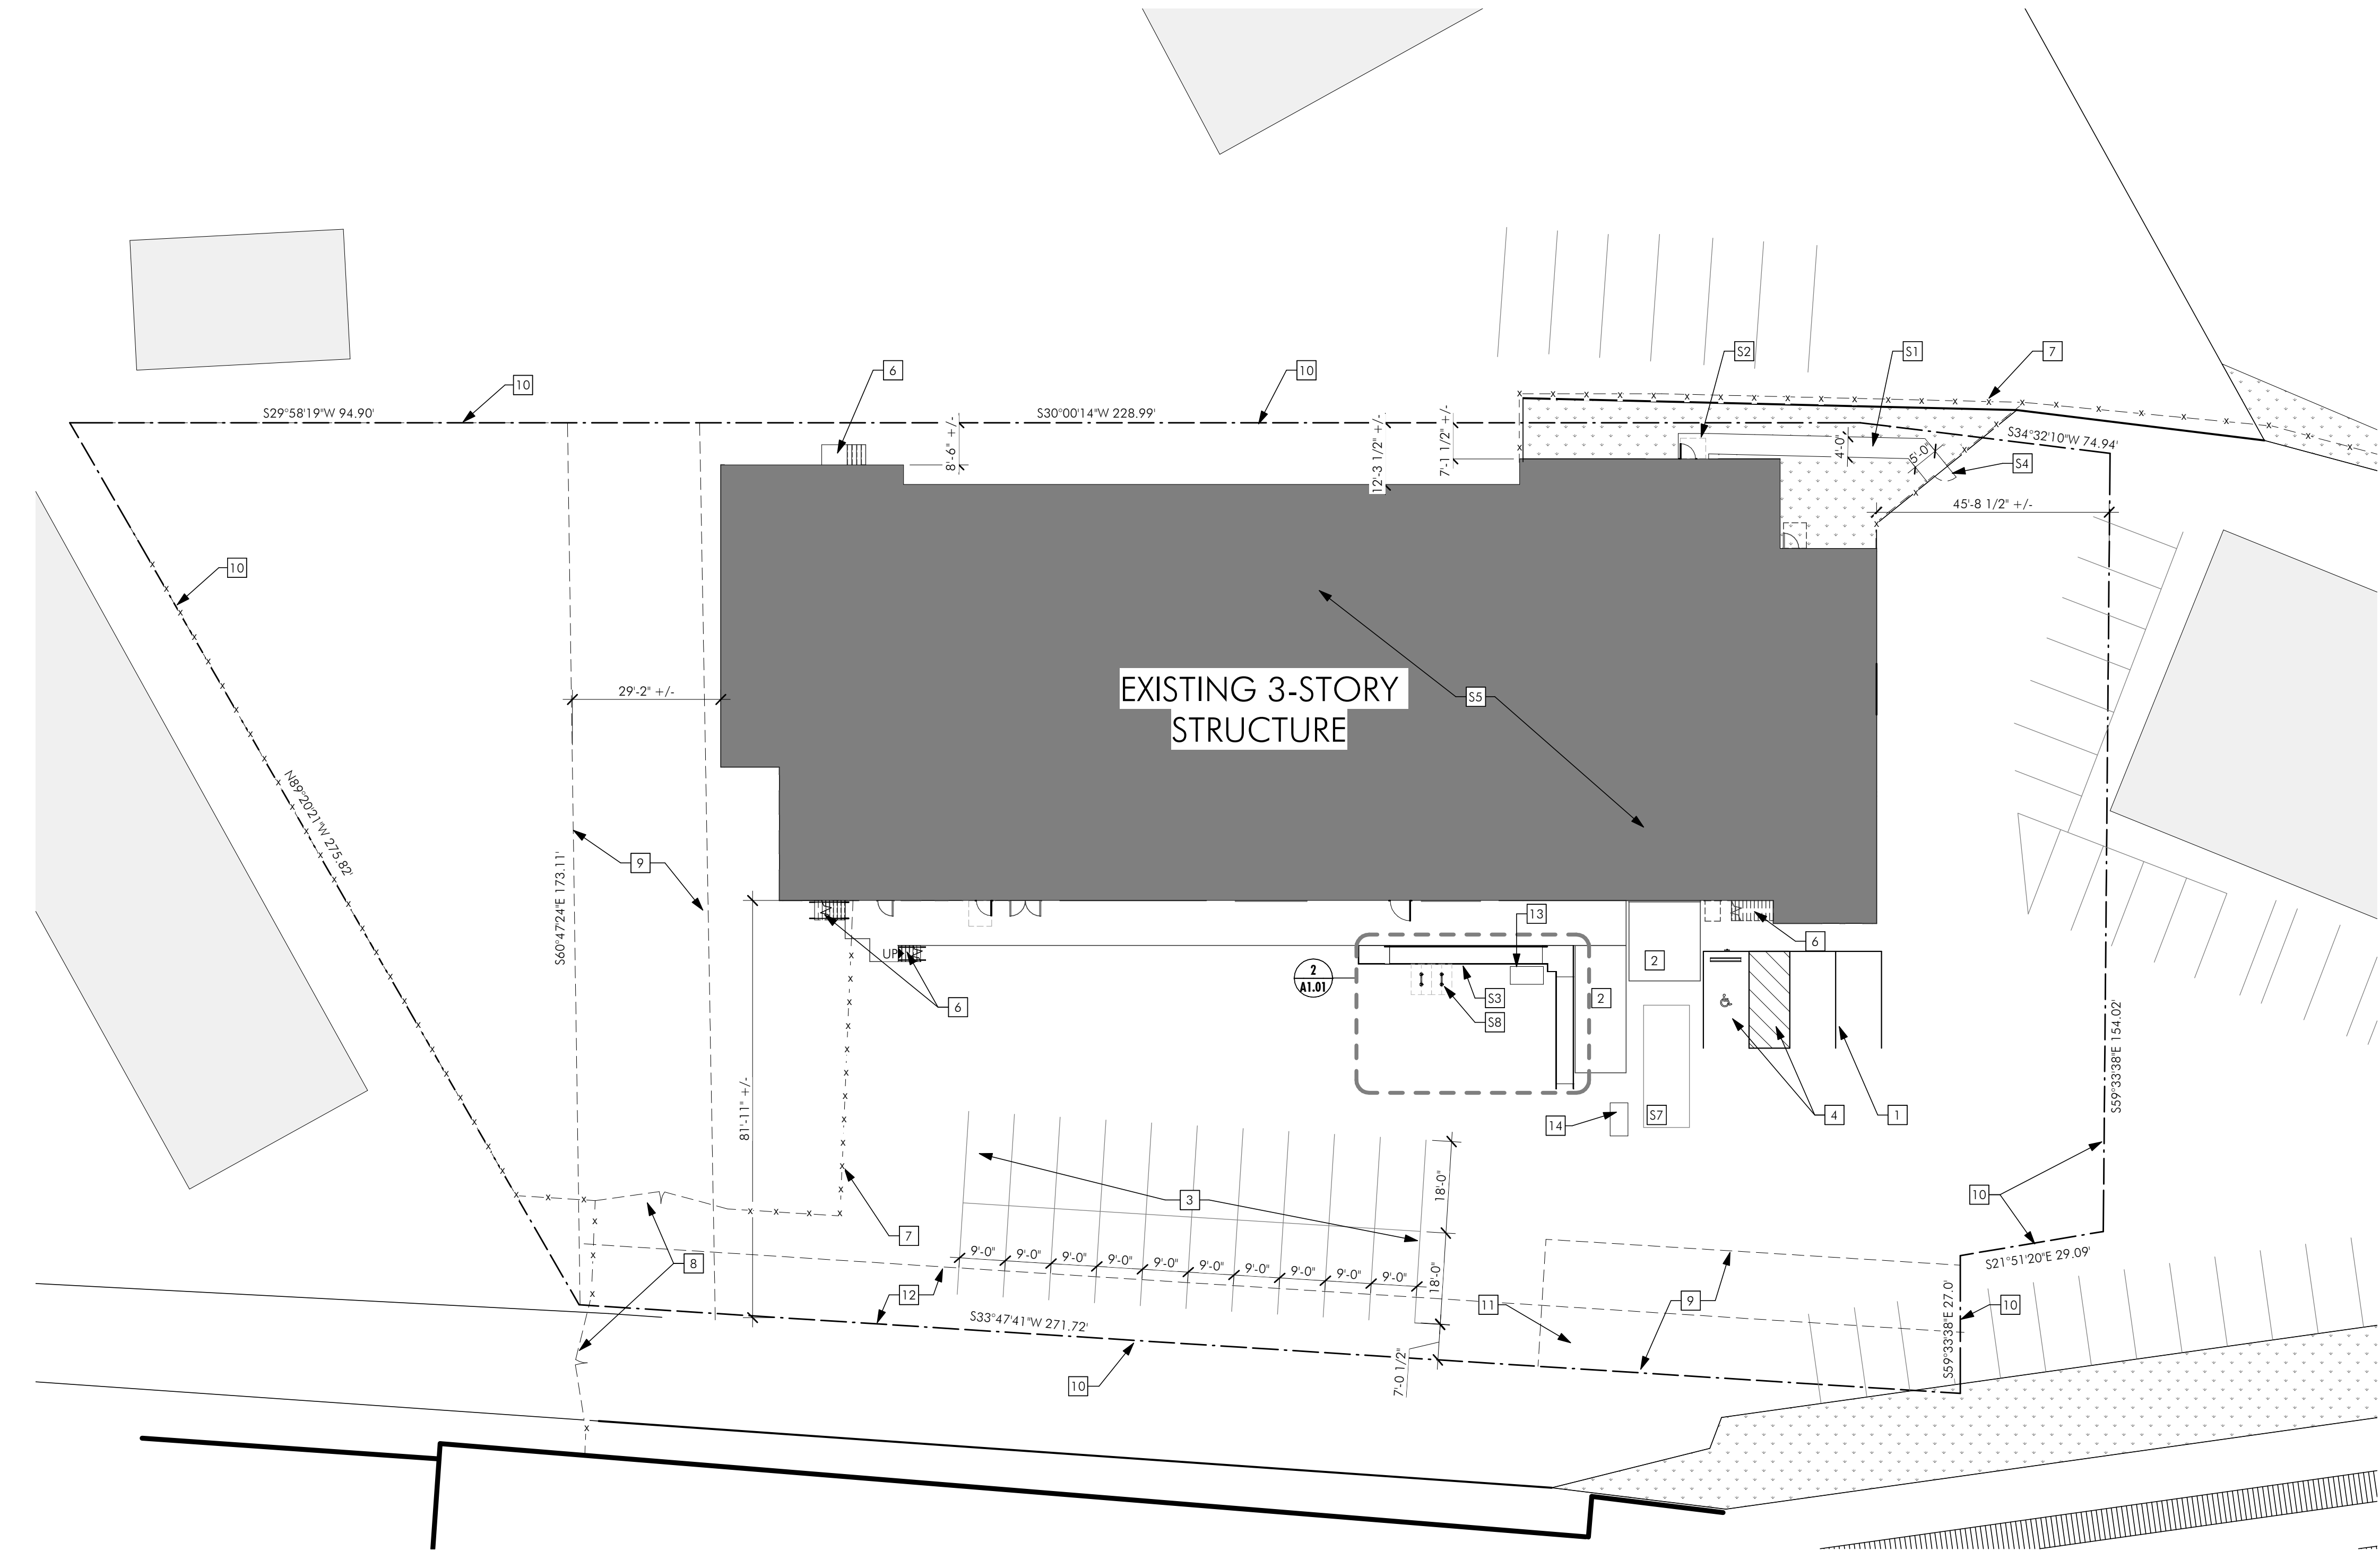 S2
S1
7
6
10
10
S29°58'19"W 94.90'
S30°00'14"W 228.99'
8'-6" +/-
12'-3 1/2" +/-
7'-1 1/2" +/-
4'-0"
5'-0"
S34°32'10"W 74.94'
S4
45'-8 1/2" +/-
10
29'-2" +/-
EXISTING 3-STORY
STRUCTURE
S5
N89°20'21"W 275.82'
9
S60°47'24"E 173.11'
13
6
UP
2
2
A1.01
2
S3
6
S8
S59°33'38"E 154.02'
81'-11" +/-
14
S7
4
1
3
18'-0"
10
7
9'-0"
9'-0"
9'-0"
9'-0"
9'-0"
9'-0"
9'-0"
9'-0"
9'-0"
9'-0"
18'-0"
8
S21°51'20"E 29.09'
12
11
9
10
S33°47'41"W 271.72'
S59°33'38"E 27.0'
7'-0 1/2"
10